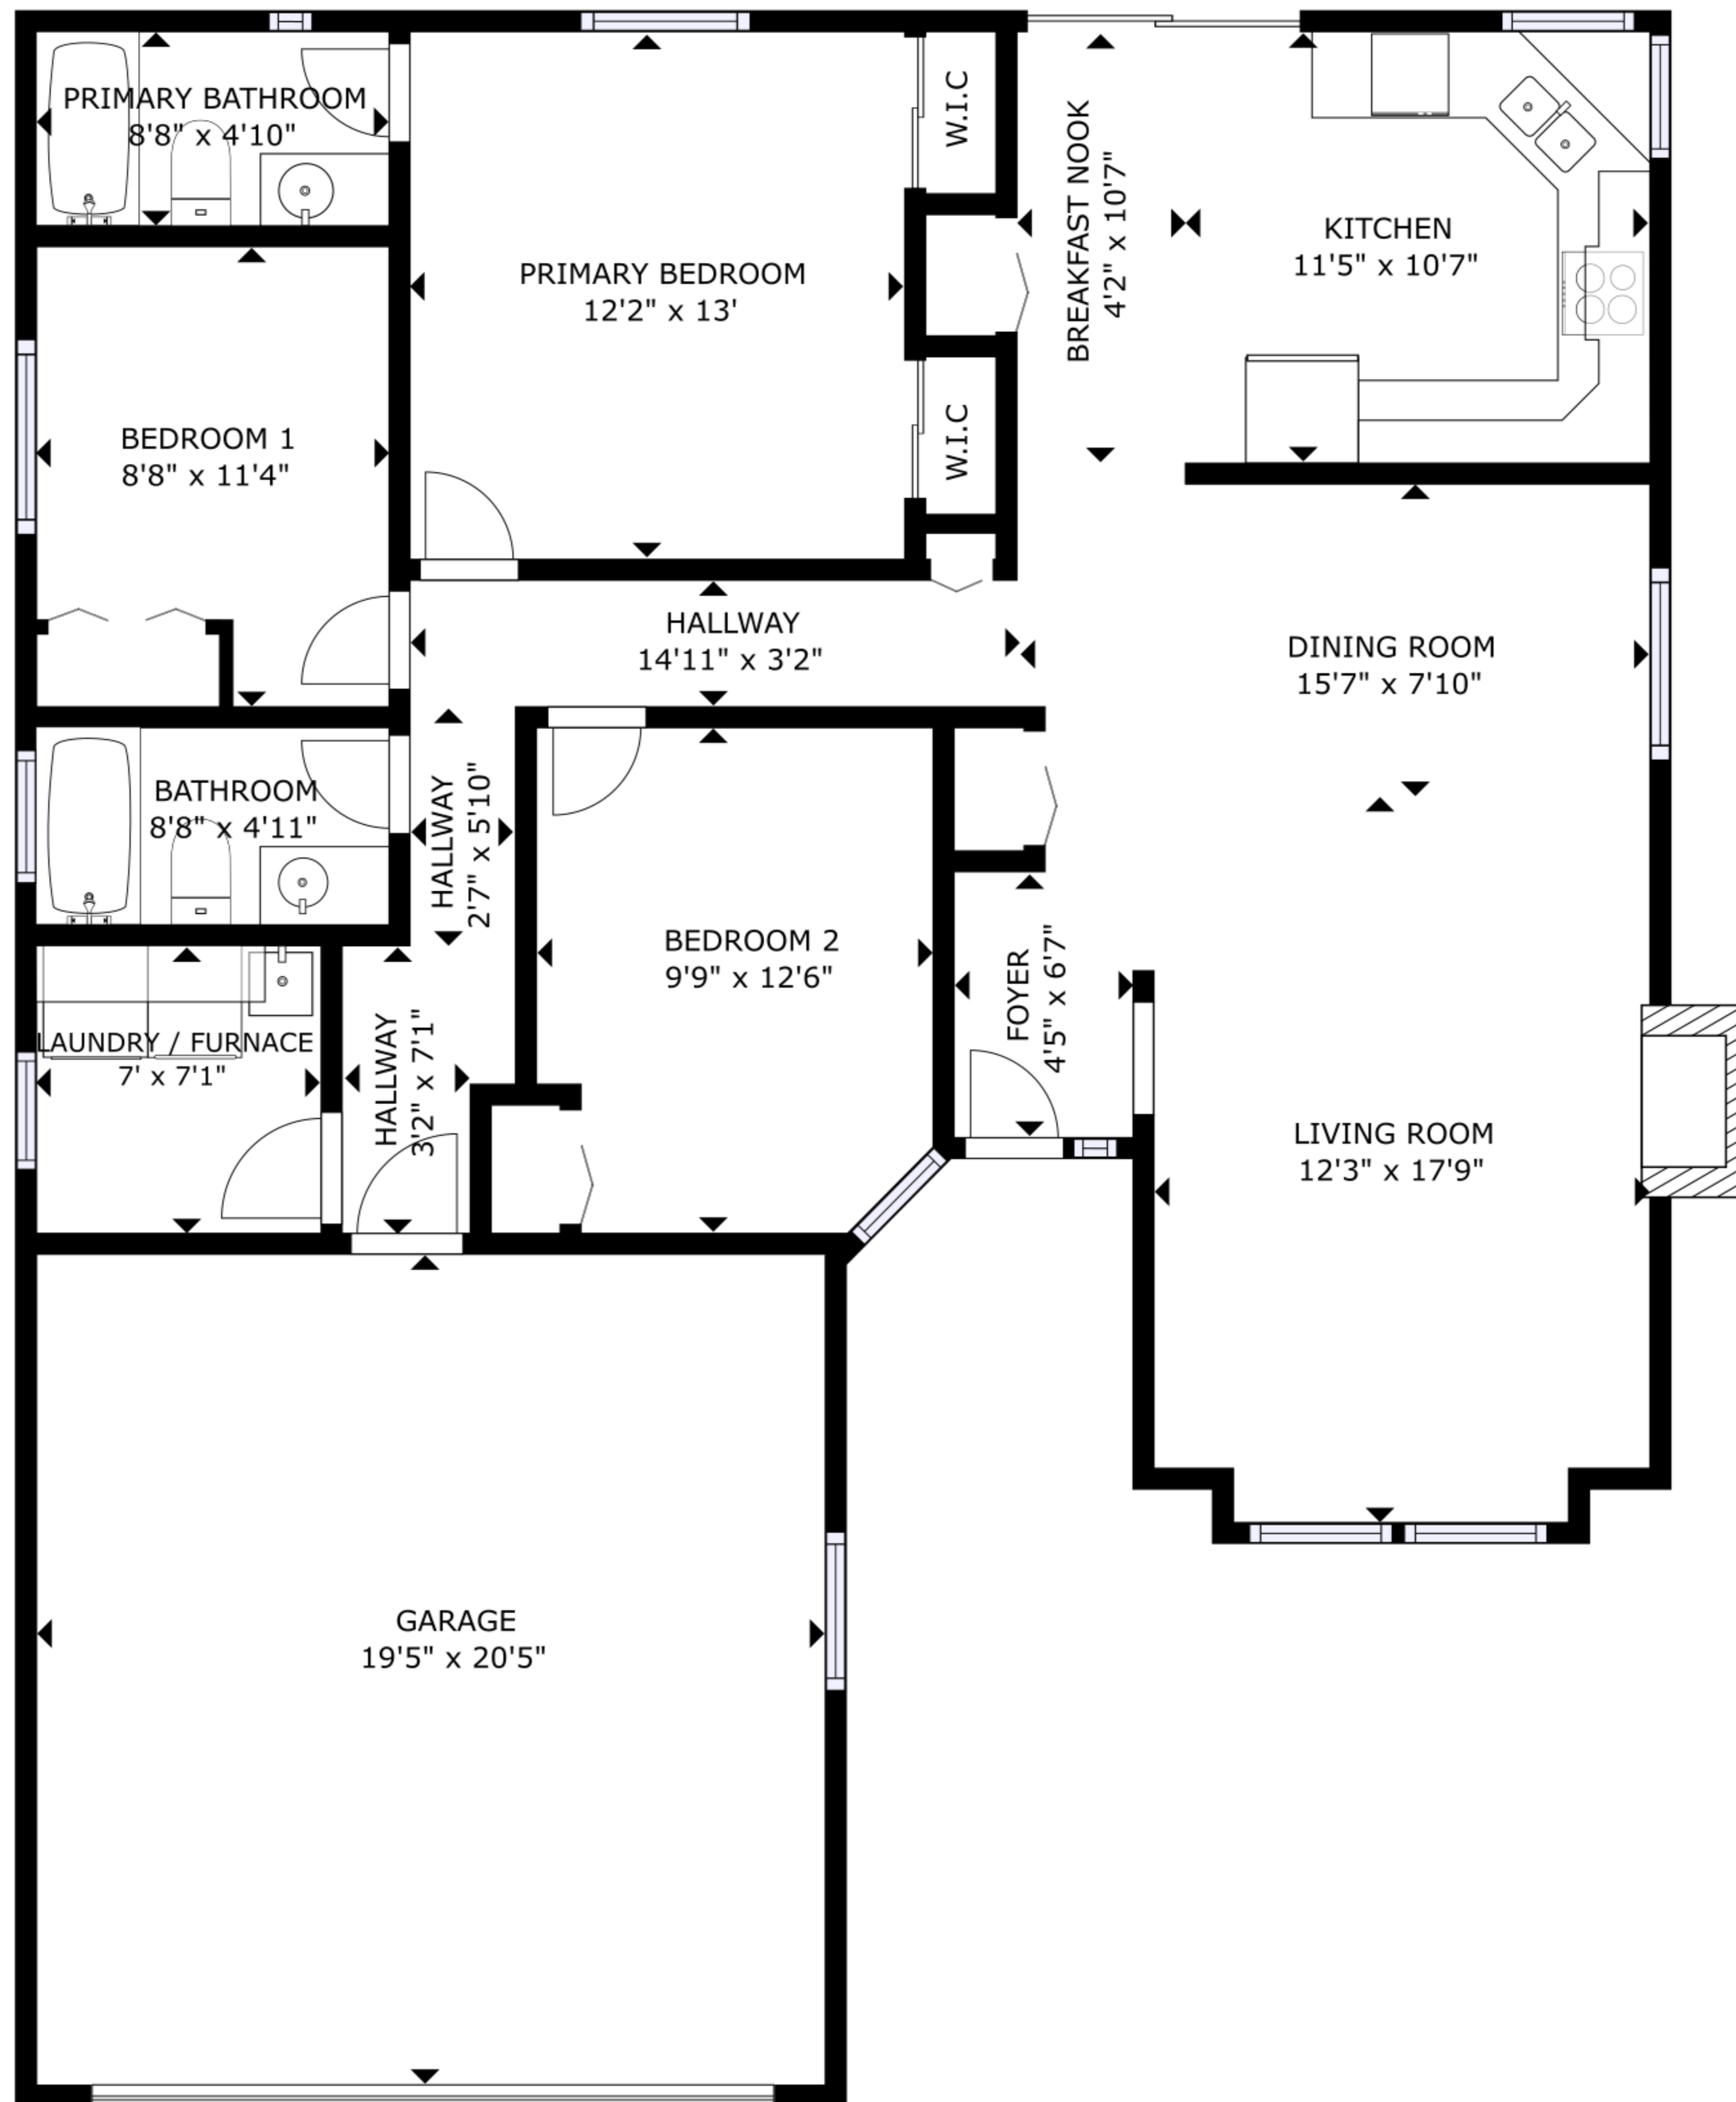 PRIMARY BATHROOM
8'8" x 4'10"
W.I.C
BREAKFAST NOOK
4'2" x 10'7"
KITCHEN
11'5" x 10'7"
PRIMARY BEDROOM
12'2" x 13'
BEDROOM 1
8'8" x 11'4"
W.I.C
HALLWAY
14'11" x 3'2"
DINING ROOM
15'7" x 7'10"
BATHROOM
8'8" x 4'11"
HALLWAY
2'7" x 5'10"
BEDROOM 2
9'9" x 12'6"
FOYER
4'5" x 6'7"
LAUNDRY / FURNACE
7' x 7'1"
HALLWAY
3'2" x 7'1"
LIVING ROOM
12'3" x 17'9"
GARAGE
19'5" x 20'5"